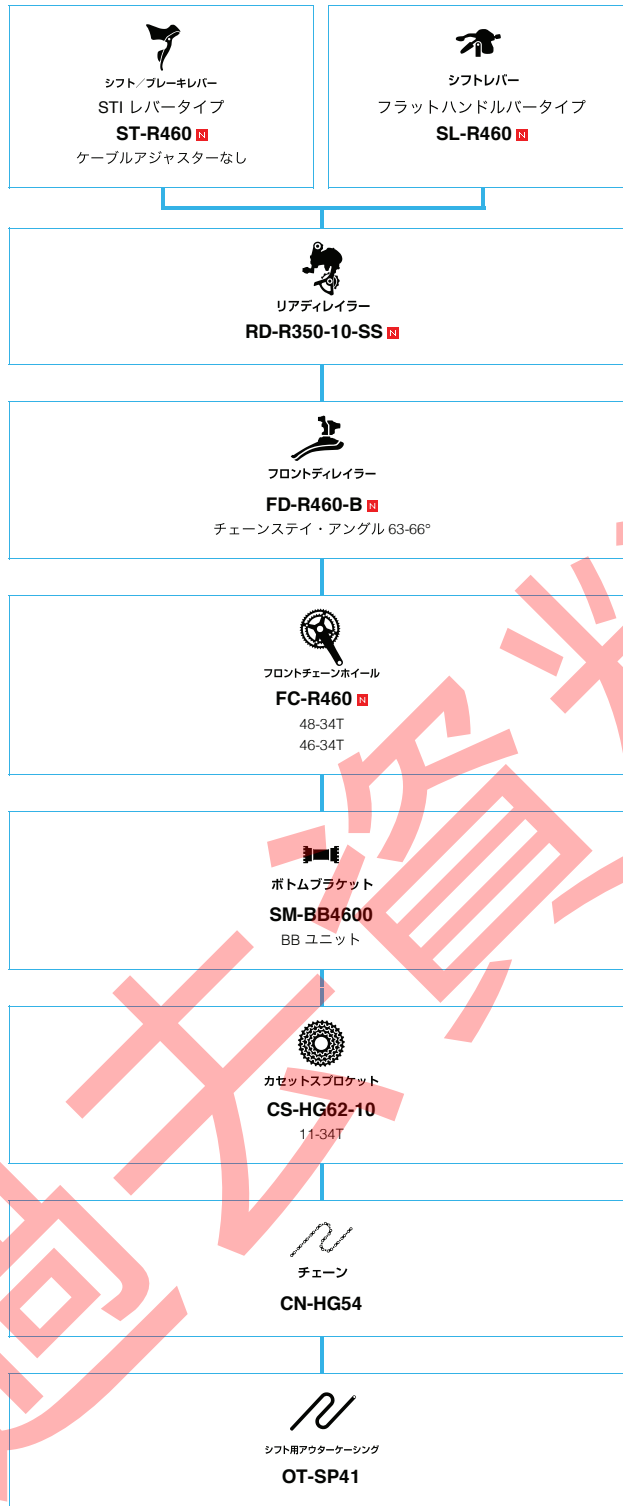 シフト／ブレーキレバー
STI レバータイプ
ST-R460 N
ケーブルアジャスターなし
シフトレバー
フラットハンドルバータイプ
SL-R460 N
リアディレイラー
RD-R350-10-SS N
フロントディレイラー
FD-R460-B N
チェーンステイ・アングル 63-66°
フロントチェーンホイール
FC-R460 N
48-34T
46-34T
ボトムブラケット
SM-BB4600
BB ユニット
カセットスプロケット
CS-HG62-10
11-34T
チェーン
CN-HG54
シフト用アウターケーシング
OT-SP41
過去資料